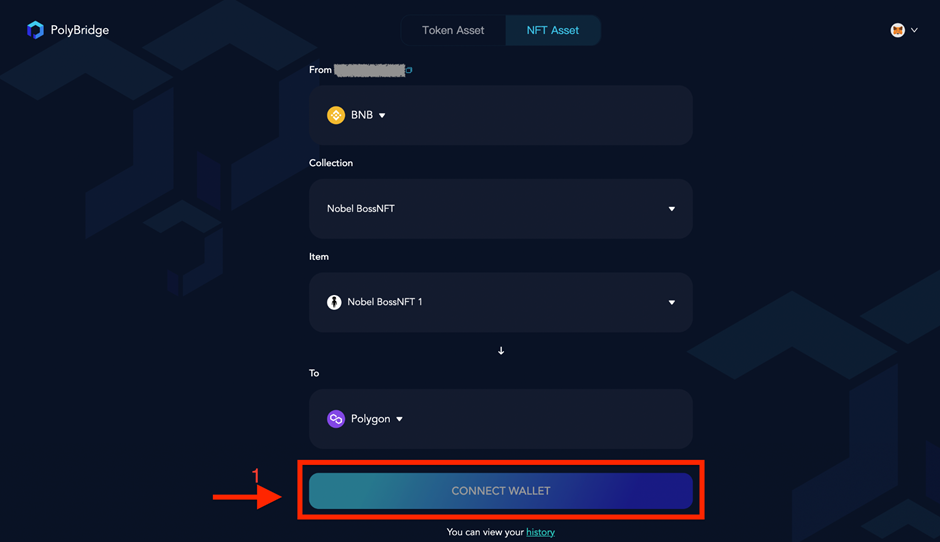 PolyBridge
Token Asset
NFT Asset
From
BNB
Collection
Nobel BossNFT
Item
Nobel BossNFT 1
To
Polygon
1
CONNECT WALLET
You can view your history